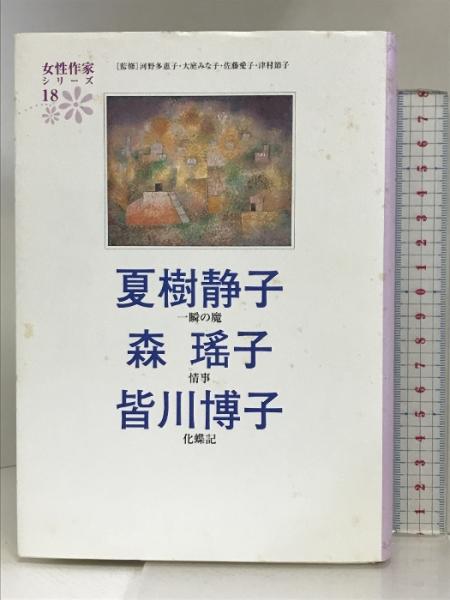 女性作家
シリーズ
18
[監修]河野多恵子・大庭みな子・佐藤愛子・津村節子
夏樹静子
一瞬の魔
森 瑤子
情事
皆川博子
化蝶記